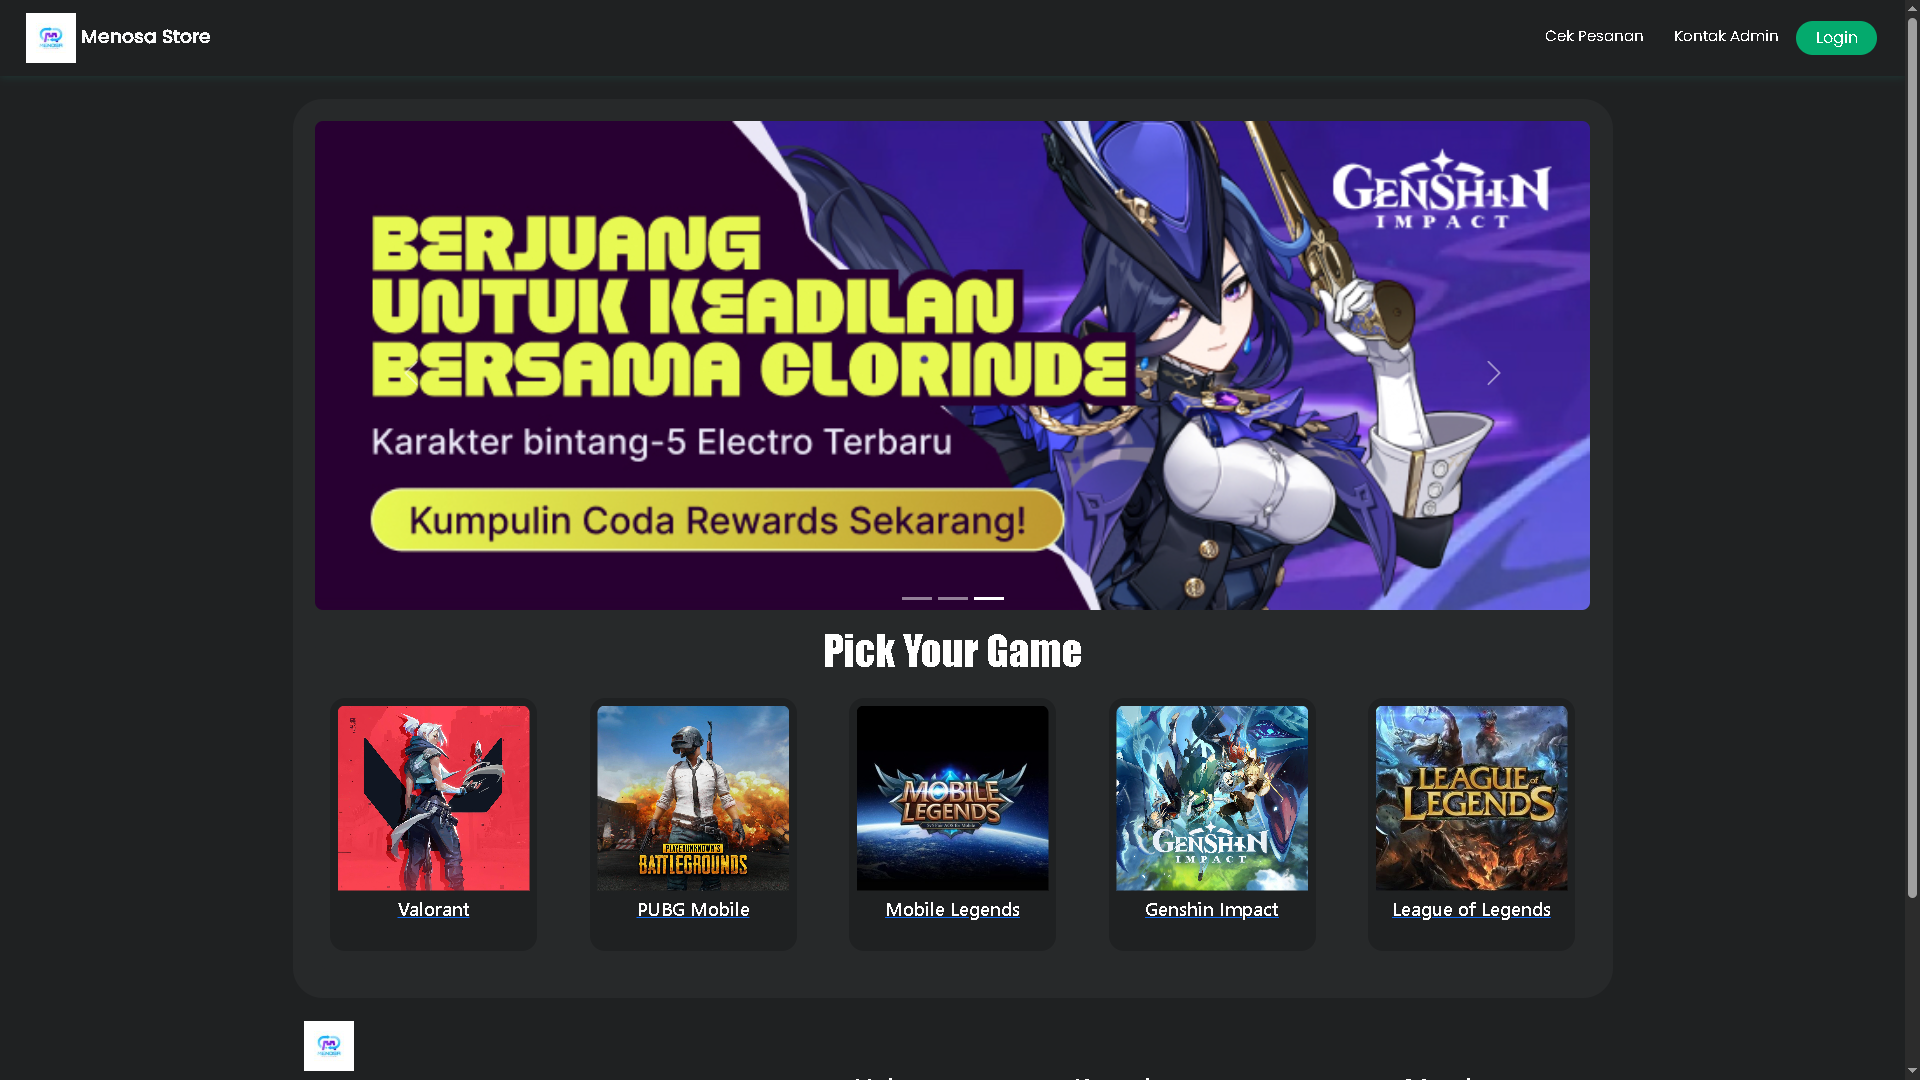 Menosa Store
Cek Pesanan
Kontak Admin
Login
GENSHIN
IMPACT
BERJUANG
UNTUK KEADILAN
BERSAMA CLORINDE
Karakter bintang-5 Electro Terbaru
Kumpulin Coda Rewards Sekarang!
Pick Your Game
PLAYERUNKNOWN'S
BATTLEGROUNDS
MOBILE
LEGENDS
GENSHIN
IMPACT
LEAGUE of
LEGENDS
Valorant
PUBG Mobile
Mobile Legends
Genshin Impact
League of Legends